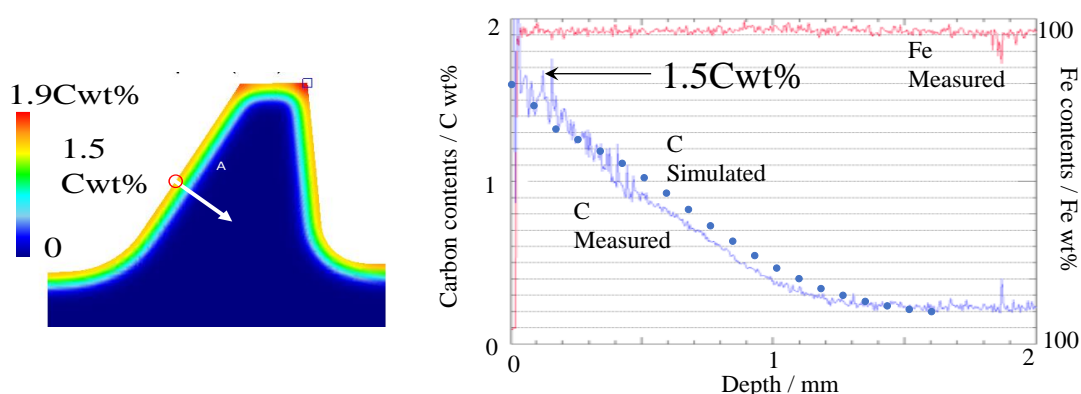 1.9Cwt%
1.5
Cwt%
0
A
2
1
0
Carbon contents / C wt%
1.5Cwt%
Fe
Measured
C
Simulated
C
Measured
100
100
Fe contents / Fe wt%
0
1
2
Depth / mm